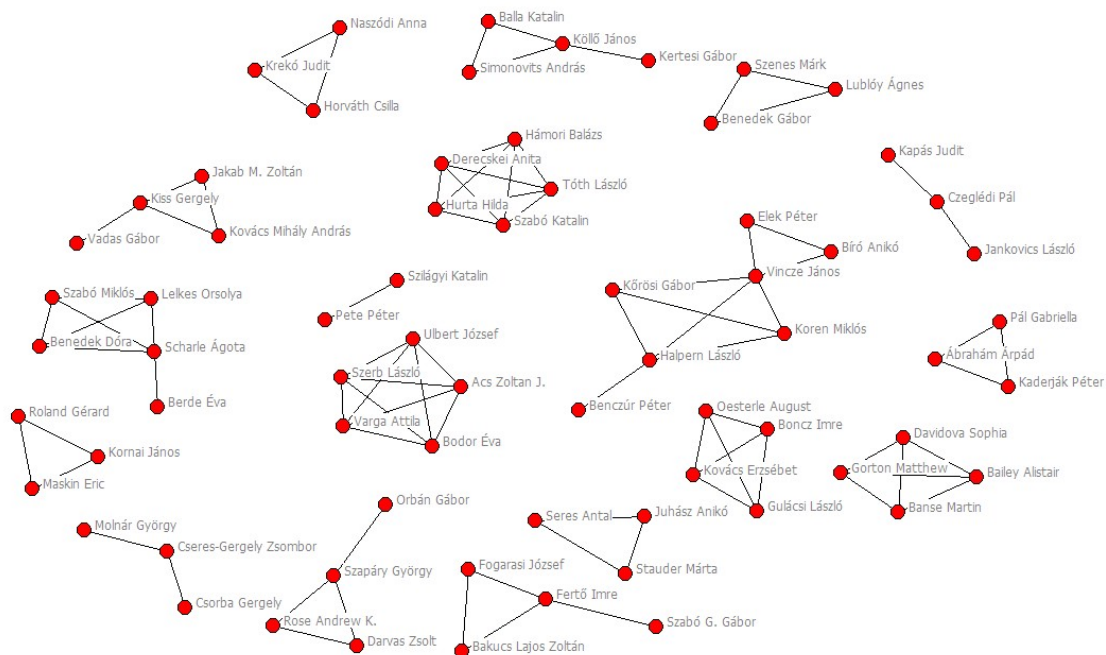 Naszódi Anna
Balla Katalin
Köllő János
Kertesi Gábor
Krekó Judit
Simonovits András
Szenes Márk
Lublóy Ágnes
Horváth Csilla
Benedek Gábor
Hámori Balázs
Kapás Judit
Derecskei Anita
Jakab M. Zoltán
Tóth László
Kiss Gergely
Czeglédi Pál
Hurta Hilda
Szabó Katalin
Elek Péter
Kovács Mihály András
Vadas Gábor
Bíró Anikó
Jankovics László
Vincze János
Szilágyi Katalin
Kőrösi Gábor
Szabó Miklós
Lelkes Orsolya
Pete Péter
Pál Gabriella
Koren Miklós
Ulbert József
Benedek Dóra
Scharle Ágota
Halpern László
Ábrahám Árpád
Szerb László
Acs Zoltan J.
Kaderják Péter
Berde Éva
Benczúr Péter
Oesterle August
Roland Gérard
Varga Attila
Boncz Imre
Davidova Sophia
Bodor Éva
Kornai János
Kovács Erzsébet
Gorton Matthew
Bailey Alistair
Maskin Eric
Orbán Gábor
Gulácsi László
Banse Martin
Molnár György
Seres Antal
Juhász Anikó
Cseres-Gergely Zsombor
Fogarasi József
Szapáry György
Stauder Márta
Csorba Gergely
Fertő Imre
Rose Andrew K.
Szabó G. Gábor
Darvas Zsolt
Bakucs Lajos Zoltán